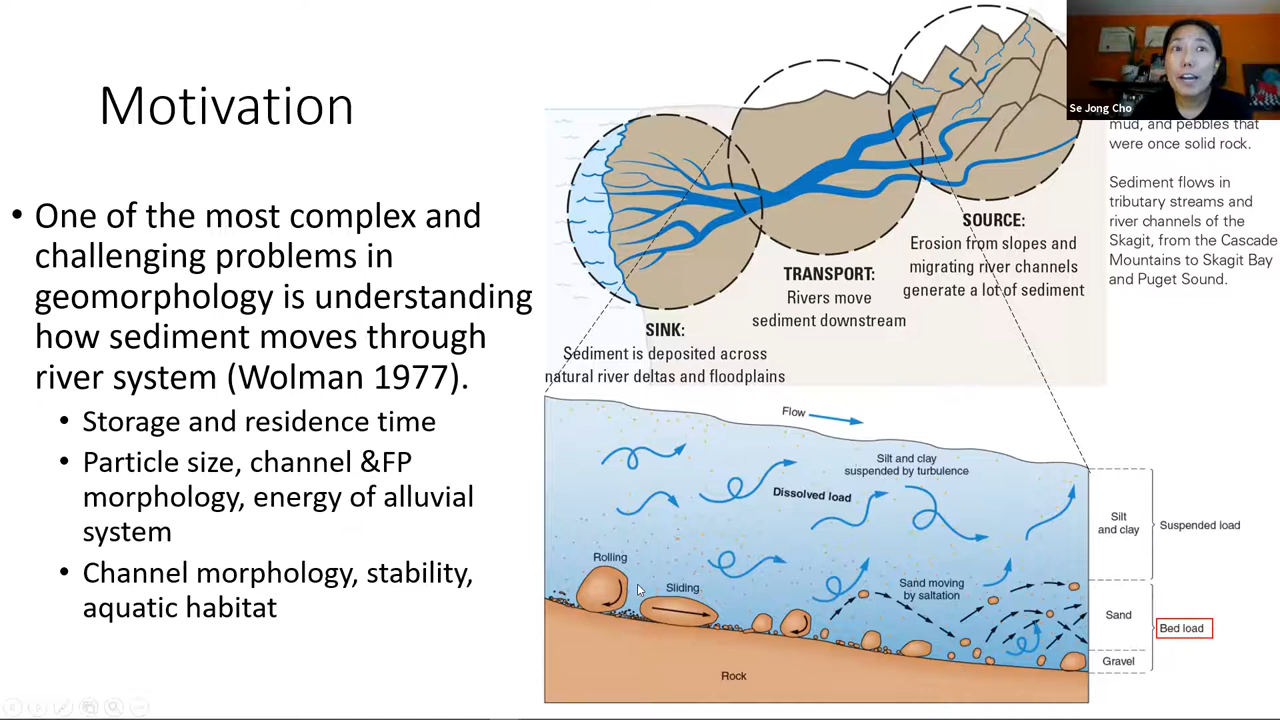 Motivation
• One of the most complex and
challenging problems in
geomorphology is understanding
how sediment moves through
river system (Wolman 1977).
• Storage and residence time
• Particle size, channel &FP
morphology, energy of alluvial
system
• Channel morphology, stability,
aquatic habitat
Se Jong Cho
mud, and pebbles that
were once solid rock.
Sediment flows in
tributary streams and
river channels of the
Skagit, from the Cascade
Mountains to Skagit Bay
and Puget Sound.
SOURCE:
Erosion from slopes and
migrating river channels
generate a lot of sediment
TRANSPORT:
Rivers move
sediment downstream
SINK:
Sediment is deposited across
natural river deltas and floodplains
Flow
Silt and clay
suspended by turbulence
Dissolved load
Rolling
Sliding
Sand moving
by saltation
Rock
Silt
and clay
Suspended load
Sand
Bed load
Gravel